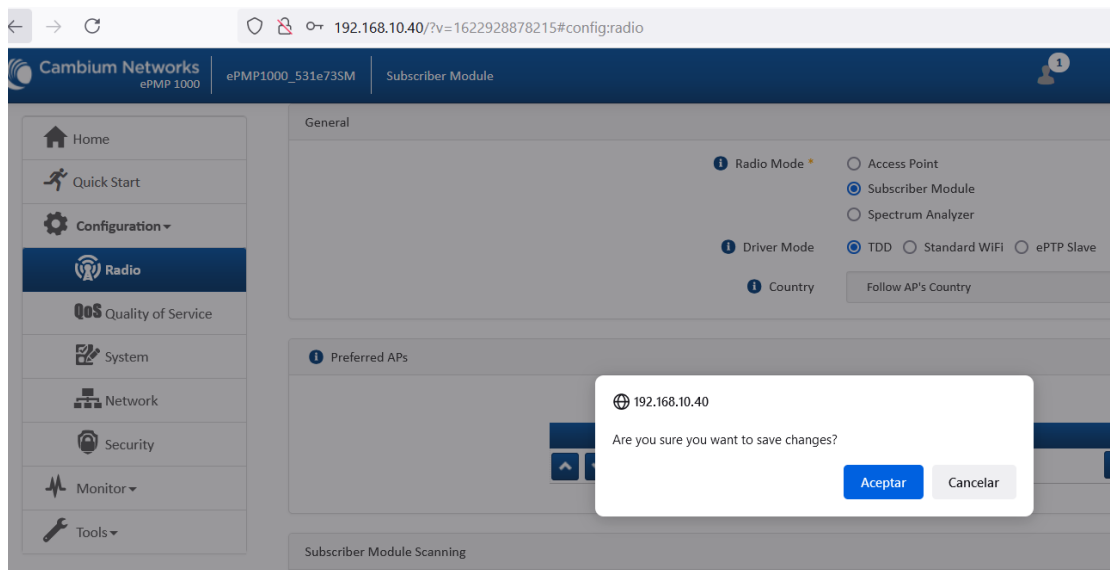 192.168.10.40/?v=1622928878215#config:radio
Cambium Networks
ePMP 1000
ePMP1000_531e73SM
Subscriber Module
1
Home
Quick Start
Configuration
Radio
QoS Quality of Service
System
Network
Security
Monitor
Tools
General
Radio Mode *
Access Point
Subscriber Module
Spectrum Analyzer
Driver Mode
TDD Standard WiFi ePTP Slave
Country
Follow AP's Country
Preferred APs
192.168.10.40
Are you sure you want to save changes?
Aceptar Cancelar
Subscriber Module Scanning